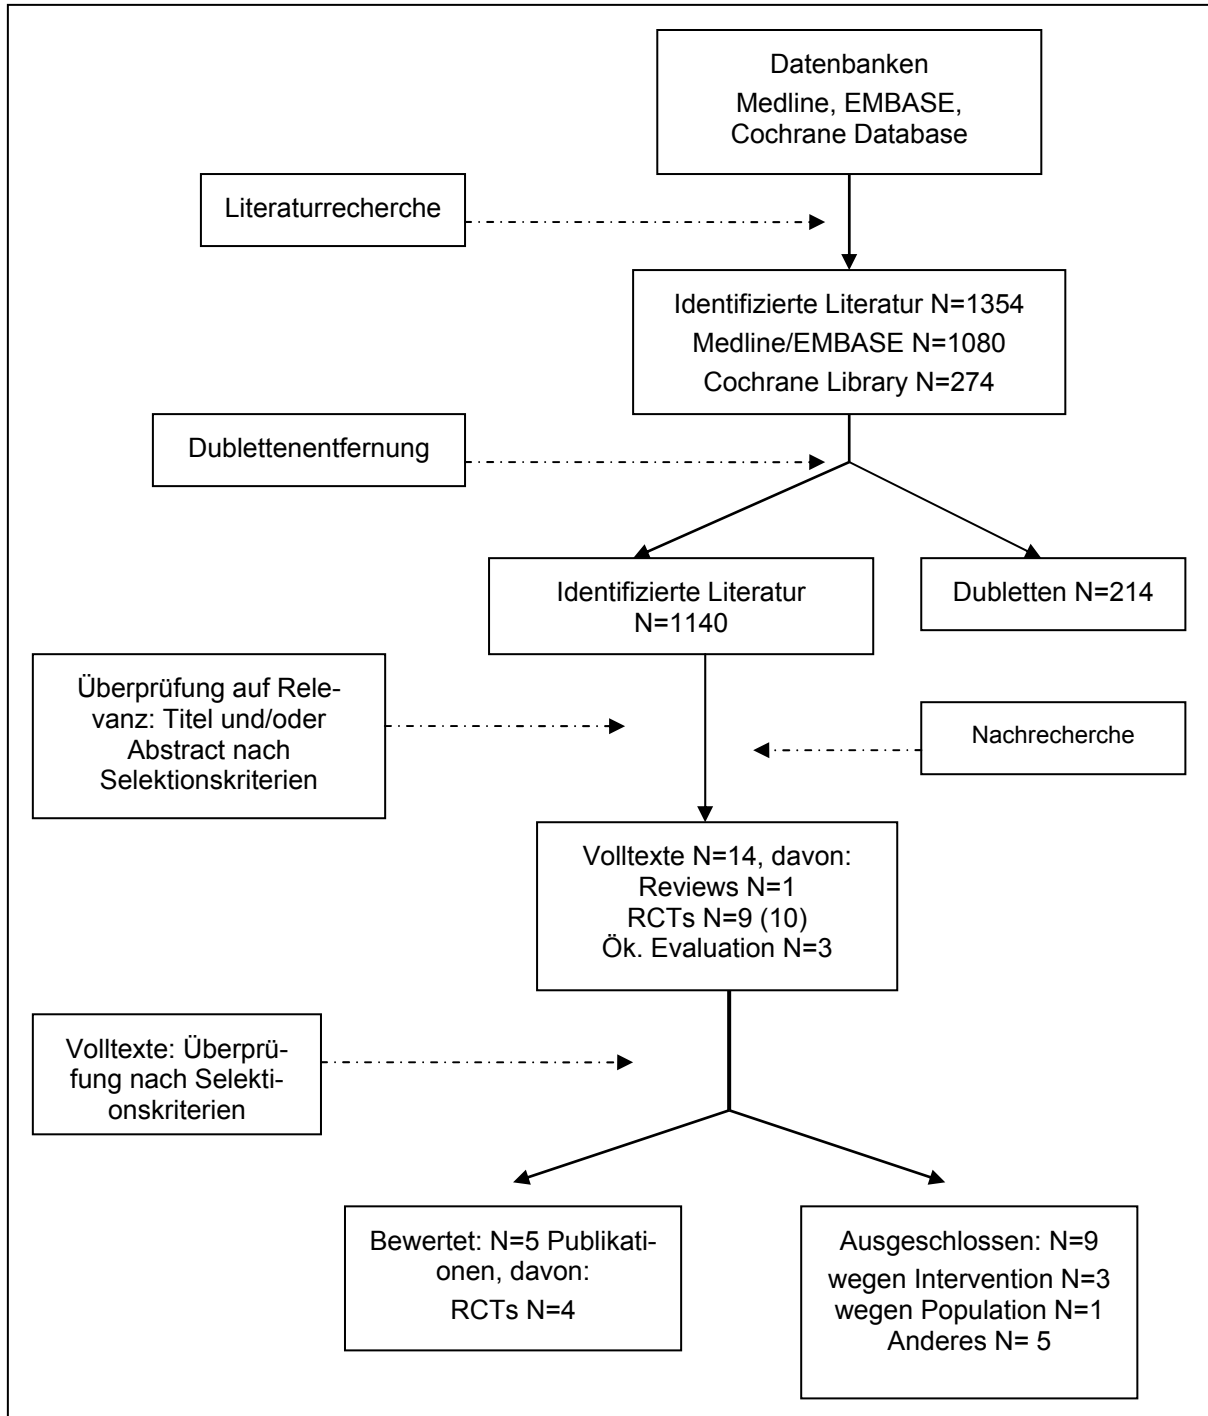 Datenbanken
Medline, EMBASE,
Cochrane Database
Literaturrecherche
Identifizierte Literatur N=1354
Medline/EMBASE N=1080
Cochrane Library N=274
Dublettenentfernung
Identifizierte Literatur
N=1140
Dubletten N=214
Überprüfung auf Rele-
vanz: Titel und/oder
Abstract nach
Selektionskriterien
Nachrecherche
Volltexte N=14, davon:
Reviews N=1
RCTs N=9 (10)
Ök. Evaluation N=3
Volltexte: Überprü-
fung nach Selekti-
onskriterien
Bewertet: N=5 Publikati-
onen, davon:
RCTs N=4
Ausgeschlossen: N=9
wegen Intervention N=3
wegen Population N=1
Anderes N= 5